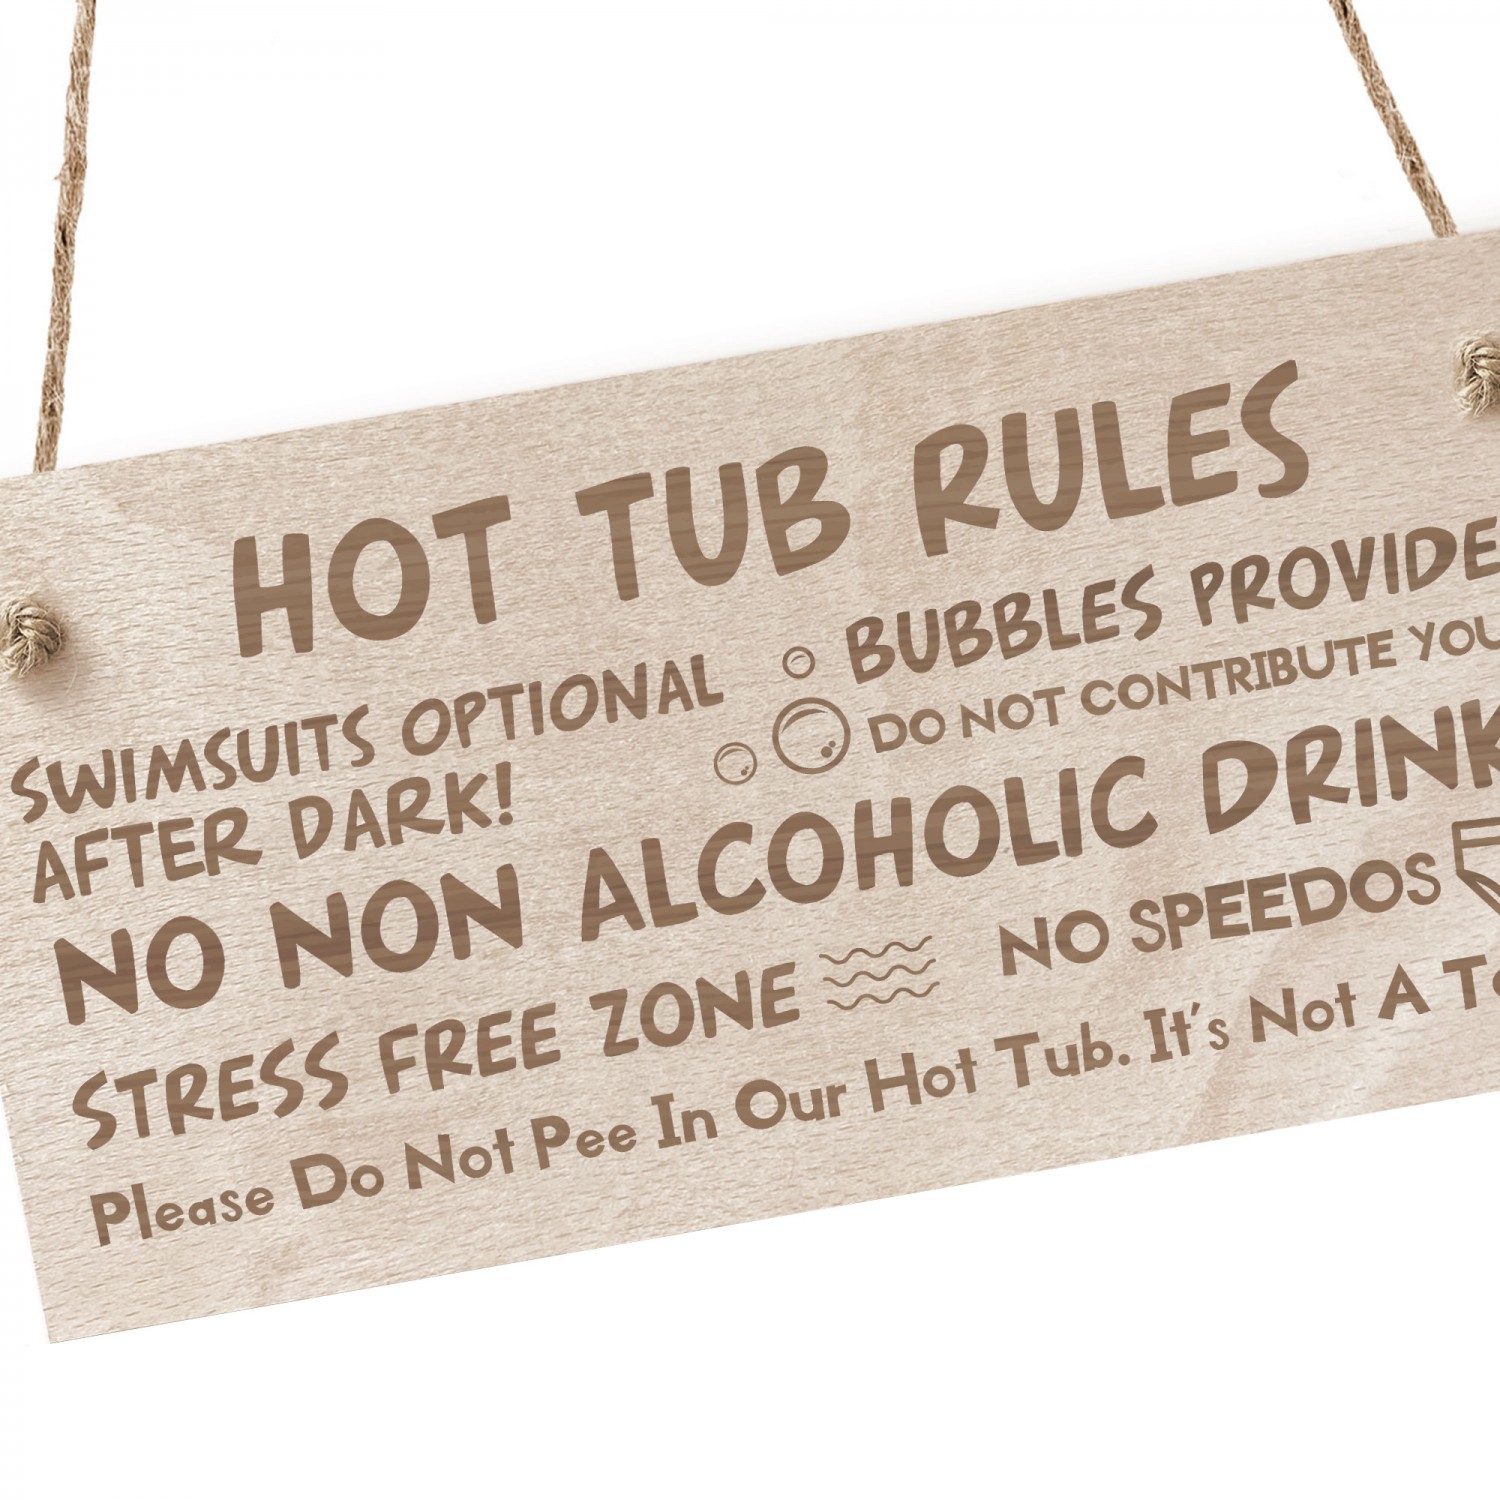 HOT TUB RULES
SWIMSUITS OPTIONAL
AFTER DARK!
BUBBLES PROVIDE
DO NOT CONTRIBUTE YOU
NO NON ALCOHOLIC DRINK
STRESS FREE ZONE
NO SPEEDOS
Please Do Not Pee In Our Hot Tub. It's Not A To